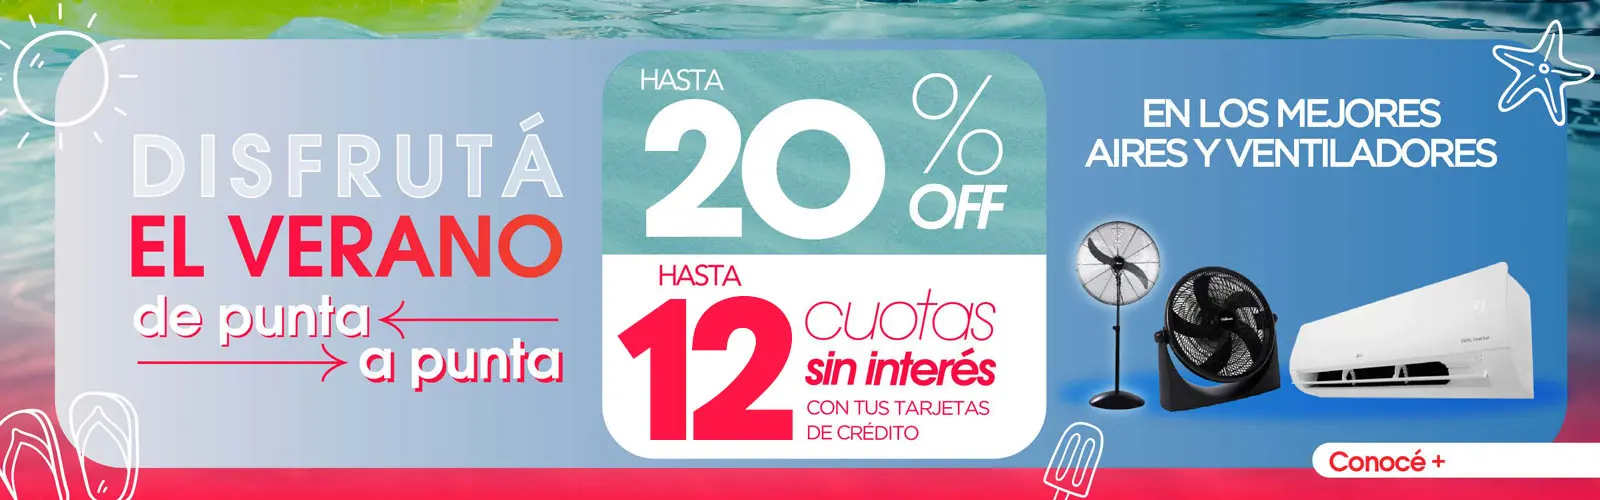 DISFRUTÁ
EL VERANO
de punta
a punta
HASTA
20%
OFF
HASTA
12 cuotas
sin interés
CON TUS TARJETAS
DE CRÉDITO
EN LOS MEJORES
AIRES Y VENTILADORES
Conocé +